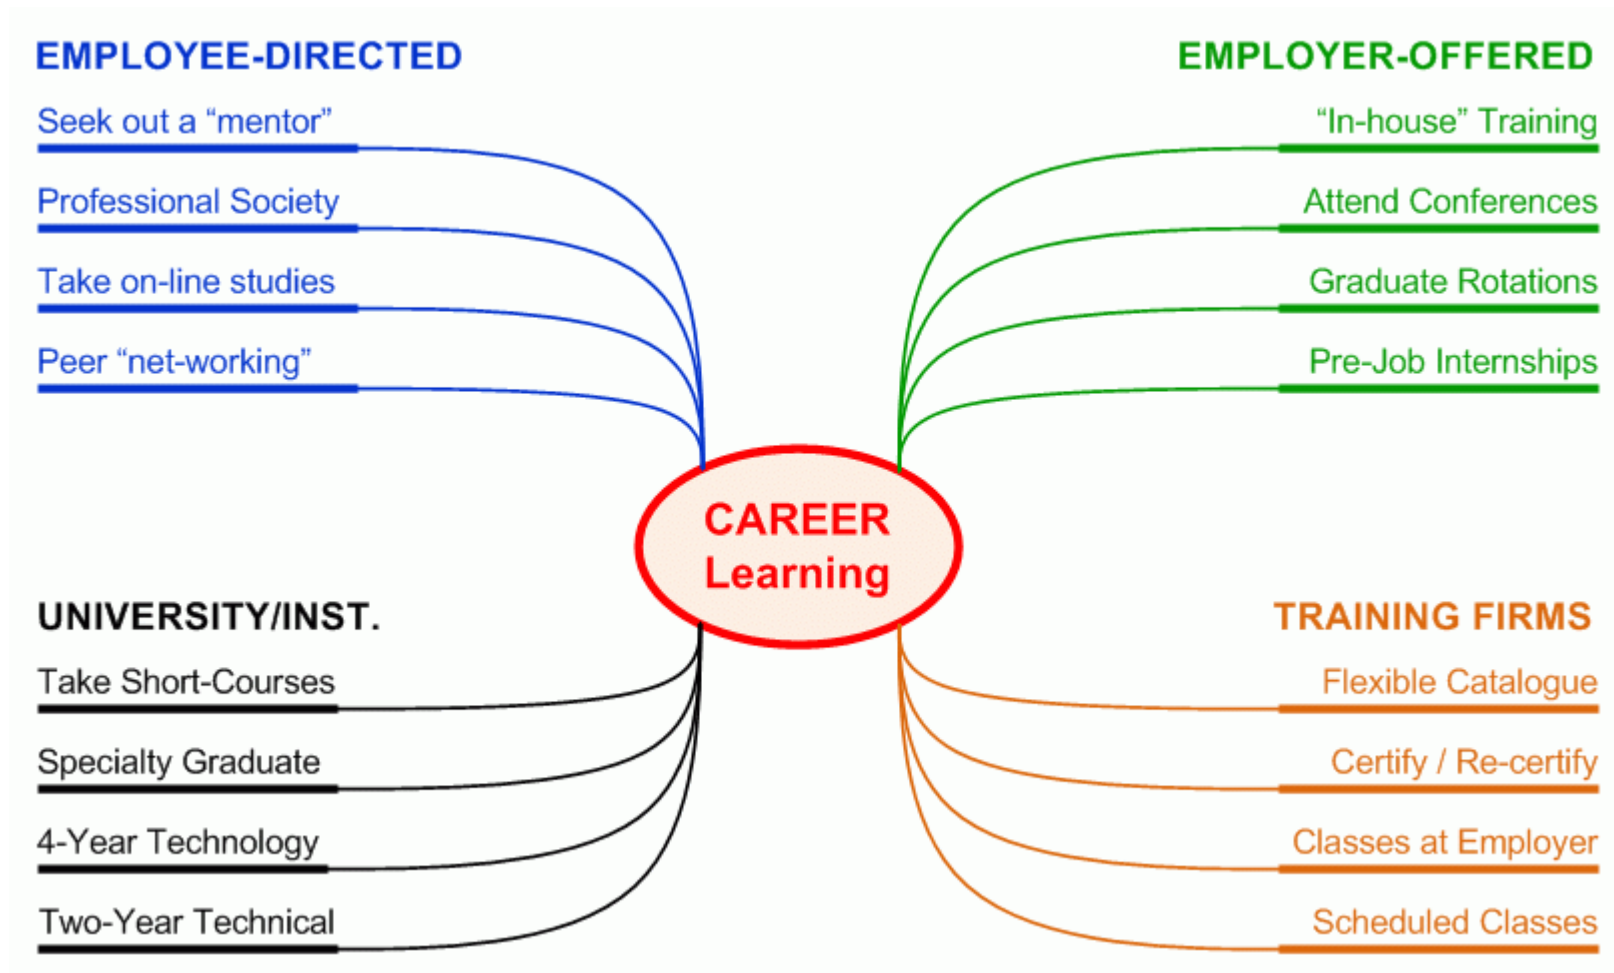 EMPLOYEE-DIRECTED
Seek out a “mentor”
Professional Society
Take on-line studies
Peer “net-working”
EMPLOYER-OFFERED
“In-house” Training
Attend Conferences
Graduate Rotations
Pre-Job Internships
CAREER
Learning
UNIVERSITY/INST.
Take Short-Courses
Specialty Graduate
4-Year Technology
Two-Year Technical
TRAINING FIRMS
Flexible Catalogue
Certify / Re-certify
Classes at Employer
Scheduled Classes